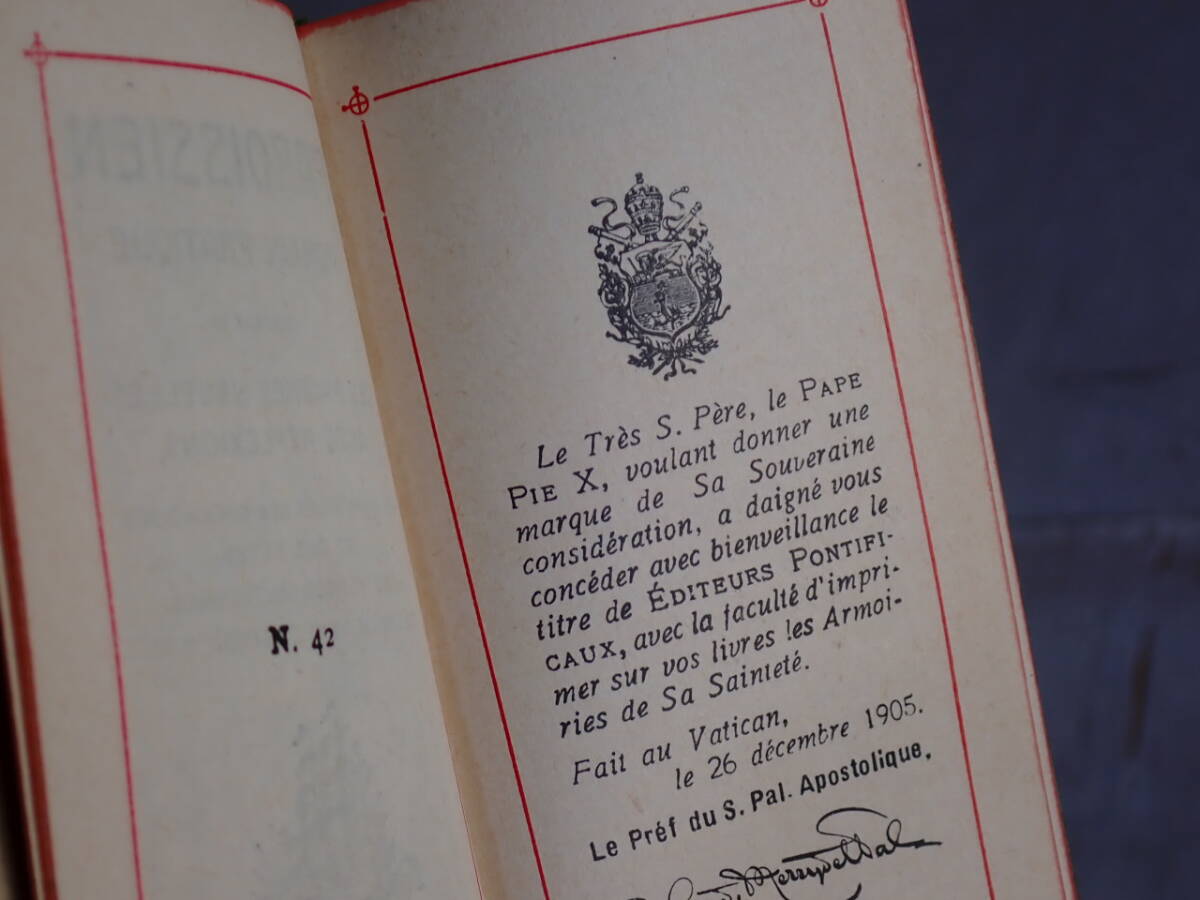 N. 42
Le Très S. Père, le PAPE
PIE X, voulant donner une
marque de Sa Souveraine
considération, a daigné vous
concéder avec bienveillance le
titre de ÉDITEURS PONTIFI-
CAUX, avec la faculté d'impri-
mer sur vos livres les Armoi-
ries de Sa Sainteté.
Fait au Vatican,
le 26 décembre 1905.
Le Préf du S. Pal. Apostolique,